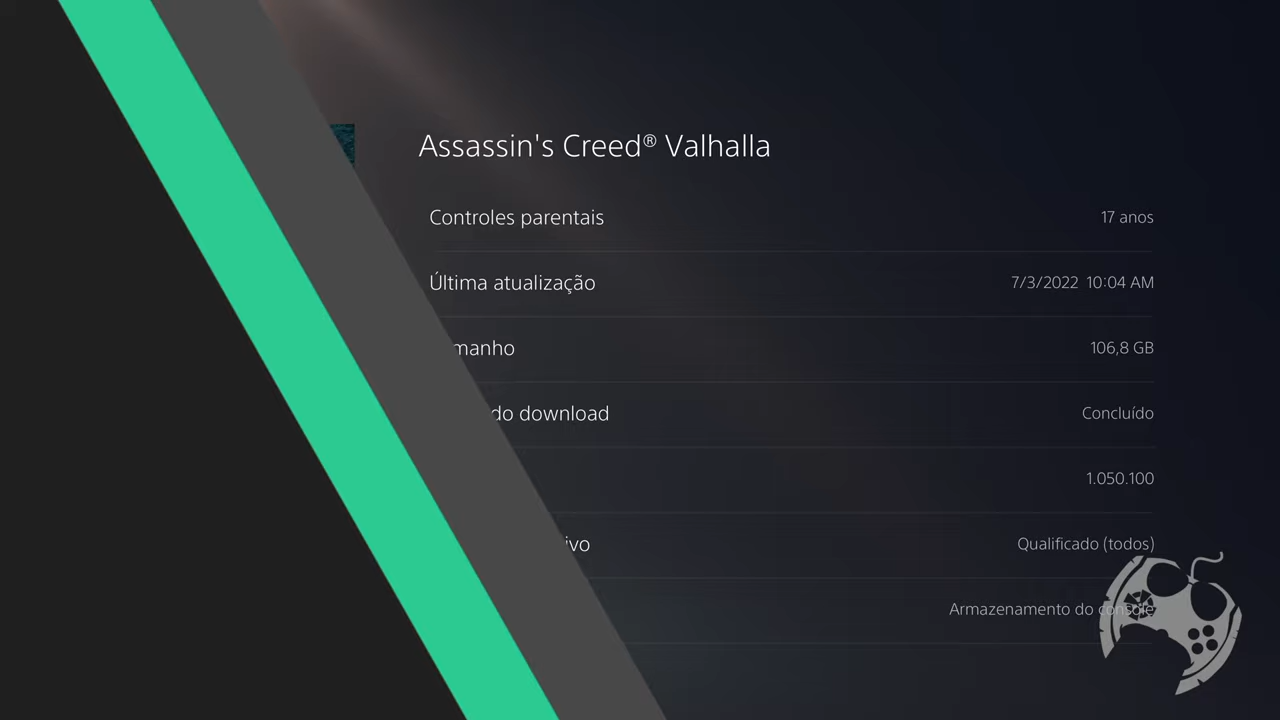 Assassin's Creed® Valhalla
Controles parentais 17 anos
Última atualização 7/3/2022 10:04 AM
manho 106,8 GB
do download Concluído
1.050.100
ivo Qualificado (todos)
Armazenamento do console